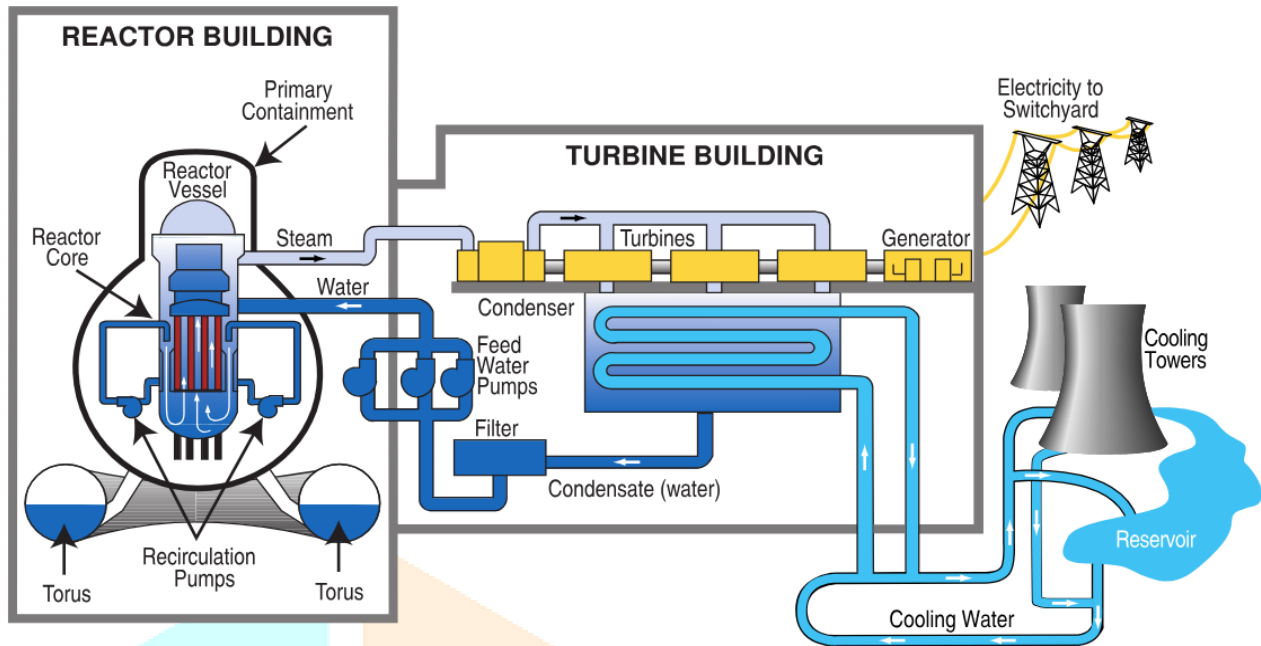 REACTOR BUILDING
Primary
Containment
Electricity to
Switchyard
TURBINE BUILDING
Reactor
Vessel
Reactor
Core
Steam
Turbines
Generator
Water
Condenser
Cooling
Towers
Feed
Water
Pumps
Filter
Condensate (water)
Reservoir
Recirculation
Pumps
Torus
Torus
Cooling Water